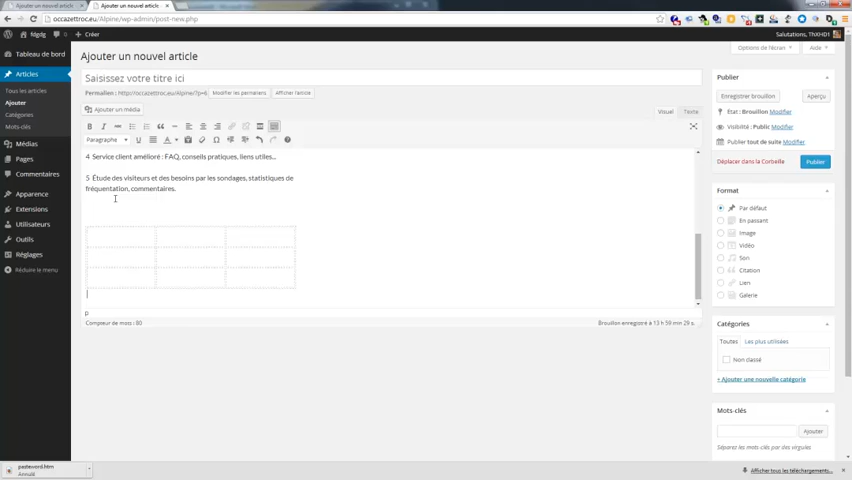 Ajouter un nouvel article
occazettroc.eu/Alpine/wp-admin/post-new.php
fdgdg
Créer
Salutations, ThXHD1
Options de l'écran
Aide
Tableau de bord
Articles
Tous les articles
Ajouter
Catégories
Mots-clés
Médias
Pages
Commentaires
Apparence
Extensions
Utilisateurs
Outils
Réglages
Réduire le menu
Ajouter un nouvel article
Saisissez votre titre ici
Permalien : http://occazettroc.eu/Alpine/?p=6
Modifier les permaliens
Afficher l'article
Ajouter un média
Visuel
Texte
Paragraphe
4 Service client amélioré : FAQ, conseils pratiques, liens utiles...
5 Étude des visiteurs et des besoins par les sondages, statistiques de
fréquentation, commentaires.
p
Compteur de mots : 80
Brouillon enregistré à 13 h 59 min 29 s.
Publier
Enregistrer brouillon
Aperçu
État : Brouillon Modifier
Visibilité : Public Modifier
Publier tout de suite Modifier
Déplacer dans la Corbeille
Publier
Format
Par défaut
En passant
Image
Vidéo
Son
Citation
Lien
Galerie
Catégories
Toutes
Les plus utilisées
Non classé
+ Ajouter une nouvelle catégorie
Mots-clés
Ajouter
Séparez les mots-clés par des virgules
pasteword.htm
Annulé
Afficher tous les téléchargements...